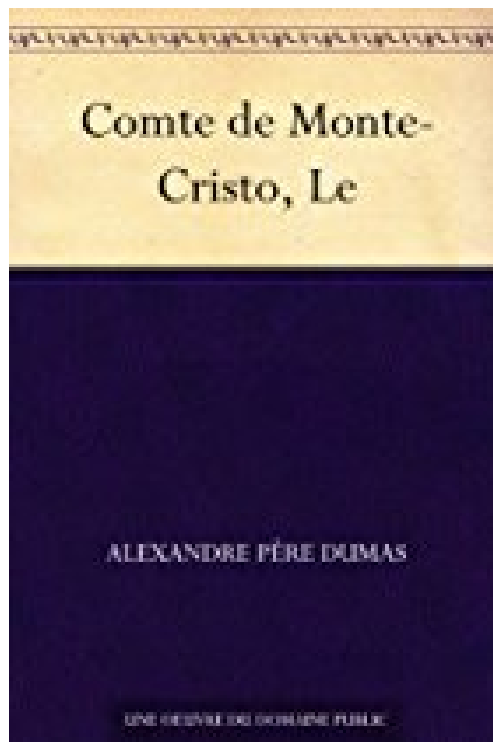 Comte de Monte-
Cristo, Le
ALEXANDRE PÈRE DUMAS
UNE OEUVRE DU DOMAINE PUBLIC